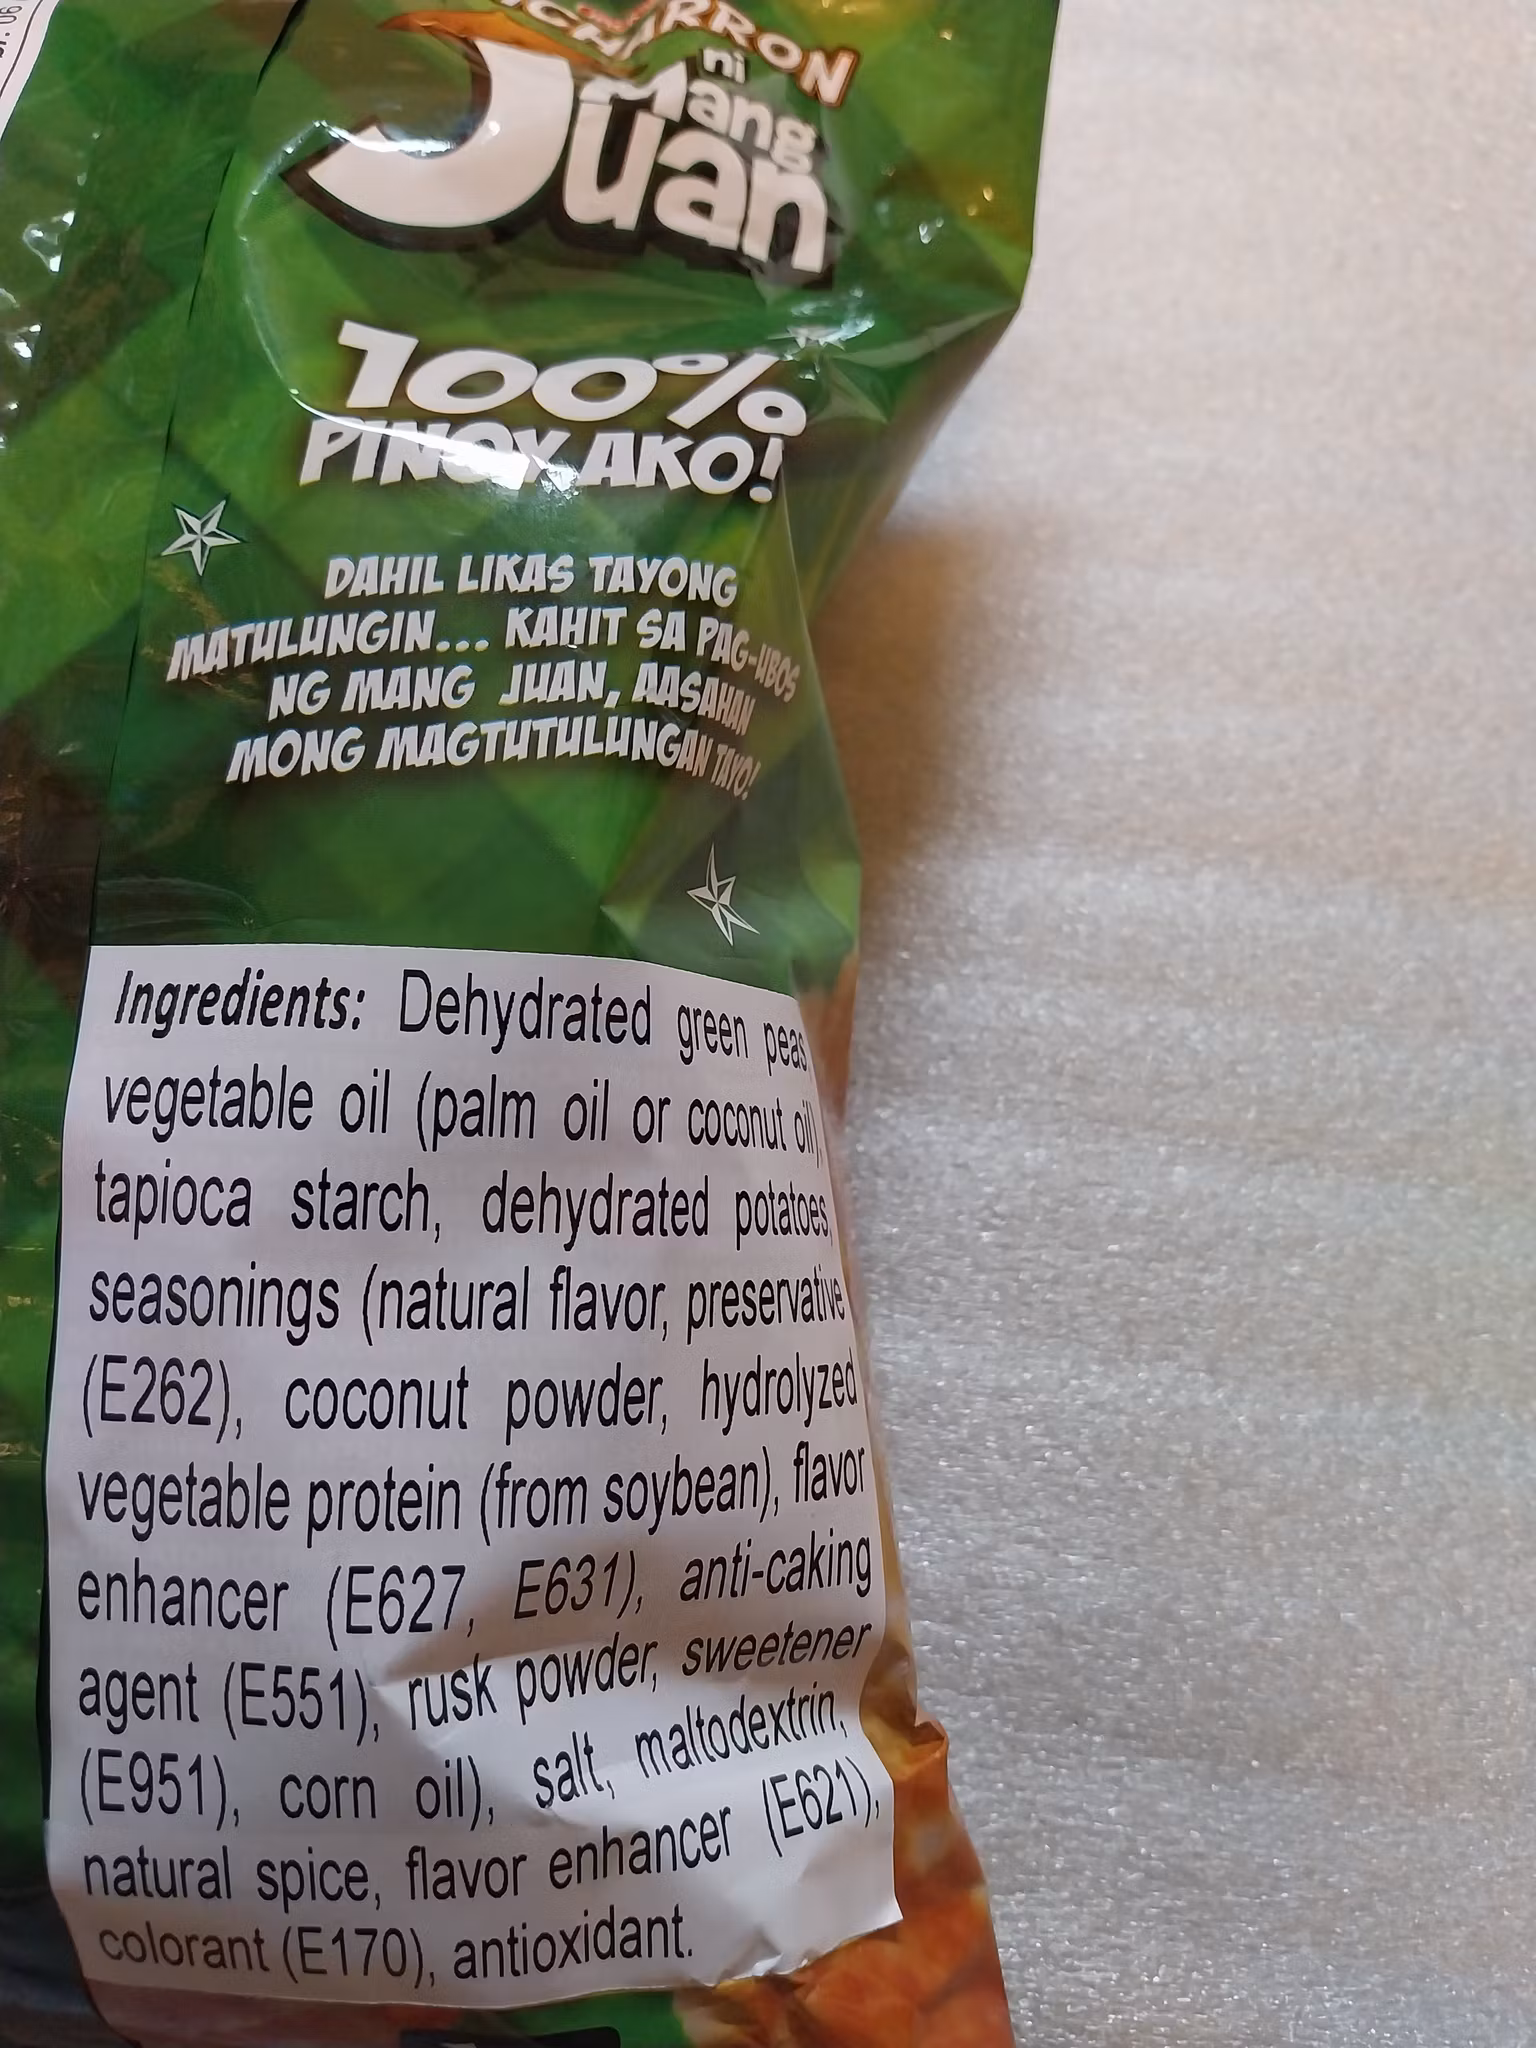 ni
Mang
Juan
100%
PINOY AKO!
DAHIL LIKAS TAYONG
MATULUNGIN... KAHIT SA PAG-UBOS
NG MANG JUAN, AASAHAN
MONG MAGTUTULUNGAN TAYO!
Ingredients: Dehydrated green peas,
vegetable oil (palm oil or coconut oil),
tapioca starch, dehydrated potatoes,
seasonings (natural flavor, preservative
(E262), coconut powder, hydrolyzed
vegetable protein (from soybean), flavor
enhancer (E627, E631), anti-caking
agent (E551), rusk powder, sweetener
(E951), corn oil), salt, maltodextrin,
natural spice, flavor enhancer (E621),
colorant (E170), antioxidant.